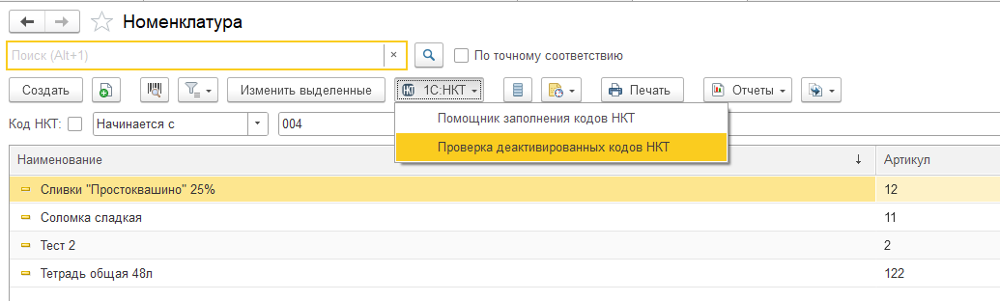 Номенклатура
Поиск (Alt+1) × По точному соответствию
Создать Изменить выделенные НКТ 1С:НКТ Печать Отчеты
Помощник заполнения кодов НКТ
Код НКТ: Начинается с 004
Проверка деактивированных кодов НКТ
Наименование ↓ Артикул
Сливки "Простоквашино" 25% 12
Соломка сладкая 11
Тест 2 2
Тетрадь общая 48л 122